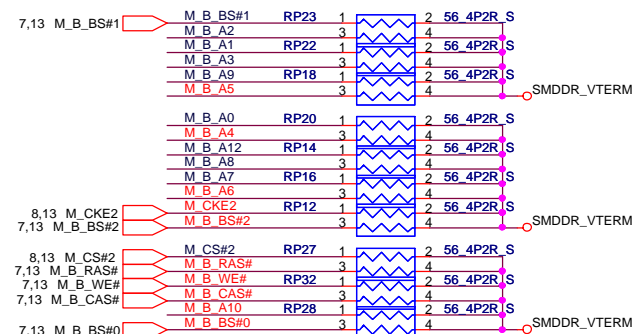 7,13 M_B_BS#1 M_B_BS#1 RP23 1 2 56_4P2R_S
M_B_A2 3 4
M_B_A1 RP22 1 2 56_4P2R_S
M_B_A3 3 4
M_B_A9 RP18 1 2 56_4P2R_S
M_B_A5 3 4 SMDDR_VTERM
M_B_A0 RP20 1 2 56_4P2R_S
M_B_A4 3 4
M_B_A12 RP14 1 2 56_4P2R_S
M_B_A8 3 4
M_B_A7 RP16 1 2 56_4P2R_S
M_B_A6 3 4
8,13 M_CKE2 M_CKE2 RP12 1 2 56_4P2R_S
7,13 M_B_BS#2 M_B_BS#2 3 4 SMDDR_VTERM
8,13 M_CS#2 M_CS#2 RP27 1 2 56_4P2R_S
7,13 M_B_RAS# M_B_RAS# 3 4
7,13 M_B_WE# M_B_WE# RP32 1 2 56_4P2R_S
7,13 M_B_CAS# M_B_CAS# 3 4
M_B_A10 RP28 1 2 56_4P2R_S
7,13 M_B_BS#0 M_B_BS#0 3 4 SMDDR_VTERM